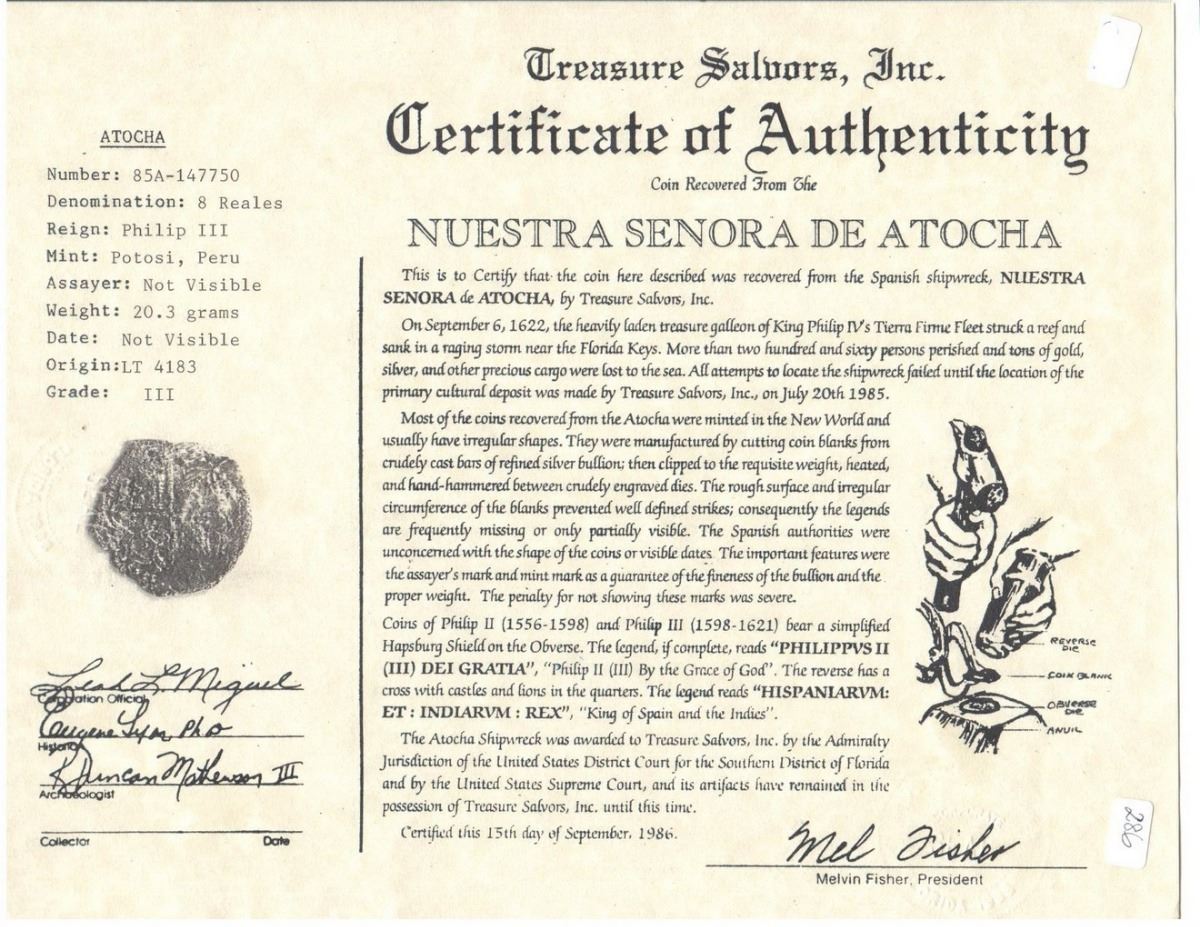 Treasure Salvors, Inc.
Certificate of Authenticity
Coin Recovered From The
NUESTRA SENORA DE ATOCHA
ATOCHA
Number: 85A-147750
Denomination: 8 Reales
Reign: Philip III
Mint: Potosi, Peru
Assayer: Not Visible
Weight: 20.3 grams
Date: Not Visible
Origin:LT 4183
Grade: III
This is to Certify that the coin here described was recovered from the Spanish shipwreck, NUESTRA
SENORA de ATOCHA, by Treasure Salvors, Inc.
On September 6, 1622, the heavily laden treasure galleon of King Philip IV's Tierra Firme Fleet struck a reef and
sank in a raging storm near the Florida Keys. More than two hundred and sixty persons perished and tons of gold,
silver, and other precious cargo were lost to the sea. All attempts to locate the shipwreck failed until the location of the
primary cultural deposit was made by Treasure Salvors, Inc., on July 20th 1985.
Most of the coins recovered from the Atocha were minted in the New World and
usually have irregular shapes. They were manufactured by cutting coin blanks from
crudely cast bars of refined silver bullion; then clipped to the requisite weight, heated,
and hand-hammered between crudely engraved dies. The rough surface and irregular
circumference of the blanks prevented well defined strikes; consequently the legends
are frequently missing or only partially visible. The Spanish authorities were
unconcerned with the shape of the coins or visible dates. The important features were
the assayer's mark and mint mark as a guarantee of the fineness of the bullion and the
proper weight. The penalty for not showing these marks was severe.
Coins of Philip II (1556-1598) and Philip III (1598-1621) bear a simplified
Hapsburg Shield on the Obverse. The legend, if complete, reads "PHILIPPVS II
(III) DEI GRATIA", "Philip II (III) By the Grace of God". The reverse has a
cross with castles and lions in the quarters. The legend reads "HISPANIARVM:
ET : INDIARVM : REX", "King of Spain and the Indies".
The Atocha Shipwreck was awarded to Treasure Salvors, Inc. by the Admiralty
Jurisdiction of the United States District Court for the Southern District of Florida
and by the United States Supreme Court, and its artifacts have remained in the
possession of Treasure Salvors, Inc. until this time.
Certified this 15th day of September, 1986.
REVERSE
DIE
COIN BLANK
OBVERSE
DIE
ANVIL
Leah L Miguel
Corporation Official
Eugene Lyon PhD
Historian
R Duncan Mathewson III
Archaeologist
Collector Date
Mel Fisher
Melvin Fisher, President
286